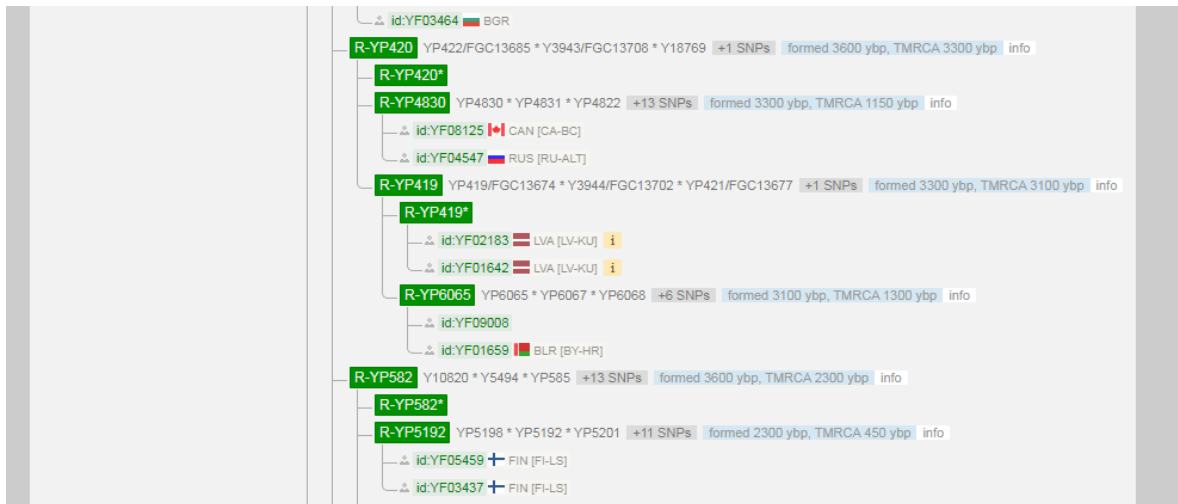 id:YF03464 BGR
R-YP420 YP422/FGC13685 * Y3943/FGC13708 * Y18769 +1 SNPs formed 3600 ybp, TMRCA 3300 ybp info
R-YP420*
R-YP4830 YP4830 * YP4831 * YP4822 +13 SNPs formed 3300 ybp, TMRCA 1150 ybp info
id:YF08125 CAN [CA-BC]
id:YF04547 RUS [RU-ALT]
R-YP419 YP419/FGC13674 * Y3944/FGC13702 * YP421/FGC13677 +1 SNPs formed 3300 ybp, TMRCA 3100 ybp info
R-YP419*
id:YF02183 LVA [LV-KU] i
id:YF01642 LVA [LV-KU] i
R-YP6065 YP6065 * YP6067 * YP6068 +6 SNPs formed 3100 ybp, TMRCA 1300 ybp info
id:YF09008
id:YF01659 BLR [BY-HR]
R-YP582 Y10820 * Y5494 * YP585 +13 SNPs formed 3600 ybp, TMRCA 2300 ybp info
R-YP582*
R-YP5192 YP5198 * YP5192 * YP5201 +11 SNPs formed 2300 ybp, TMRCA 450 ybp info
id:YF05459 FIN [FI-LS]
id:YF03437 FIN [FI-LS]